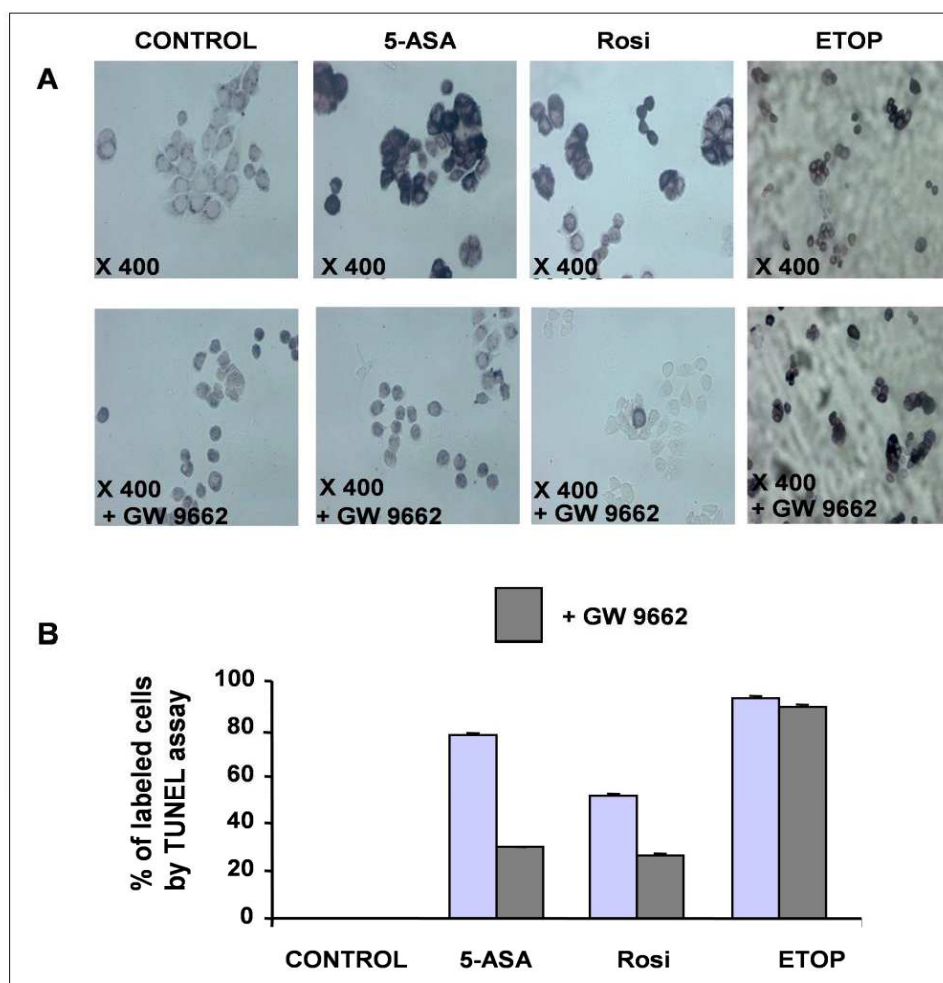 CONTROL 5-ASA Rosi ETOP
A
X 400 X 400 X 400 X 400
X 400 X 400 X 400 X 400
+ GW 9662 + GW 9662 + GW 9662 + GW 9662
+ GW 9662
B
% of labeled cells
by TUNEL assay
100
80
60
40
20
0
CONTROL 5-ASA Rosi ETOP